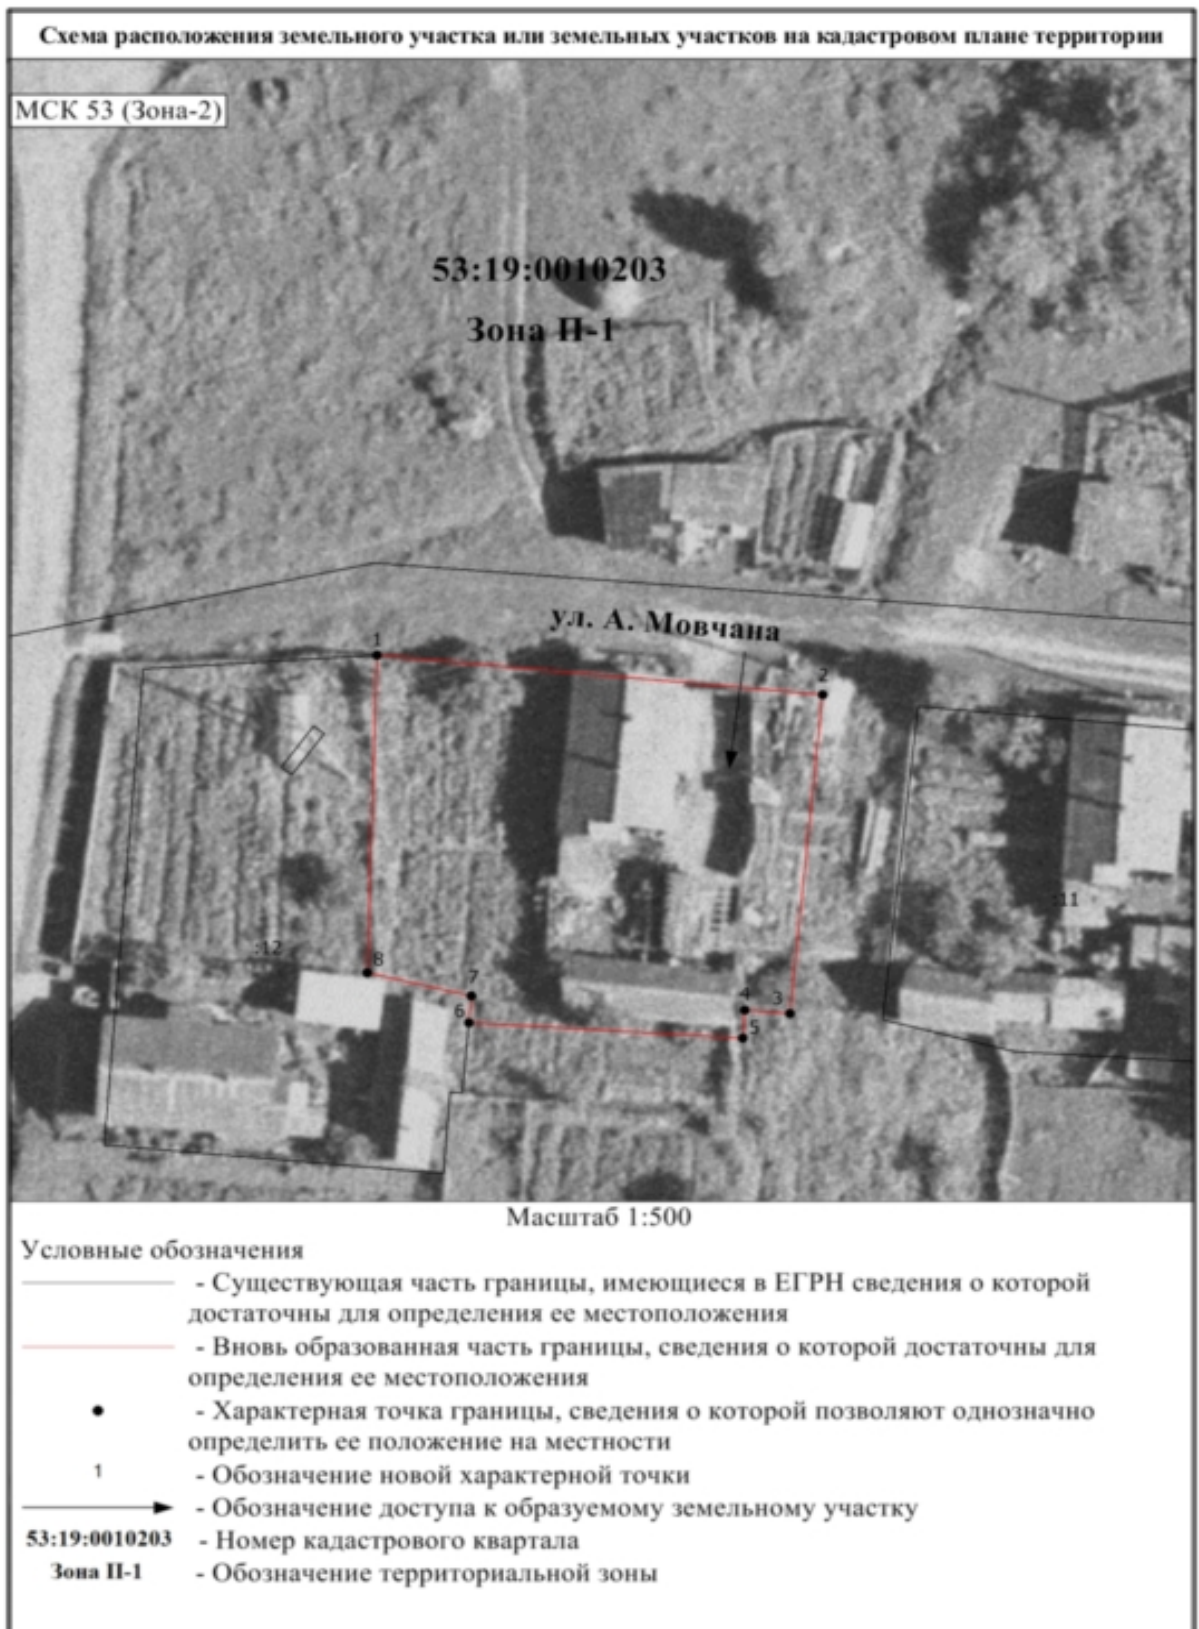 Схема расположения земельного участка или земельных участков на кадастровом плане территории
МСК 53 (Зона-2)
53:19:0010203
Зона П-1
ул. А. Мовчана
1
2
:11
:12
8
7
4
3
6
5
Масштаб 1:500
Условные обозначения
- Существующая часть границы, имеющиеся в ЕГРН сведения о которой
достаточны для определения ее местоположения
- Вновь образованная часть границы, сведения о которой достаточны для
определения ее местоположения
- Характерная точка границы, сведения о которой позволяют однозначно
определить ее положение на местности
1 - Обозначение новой характерной точки
- Обозначение доступа к образуемому земельному участку
53:19:0010203 - Номер кадастрового квартала
Зона П-1 - Обозначение территориальной зоны